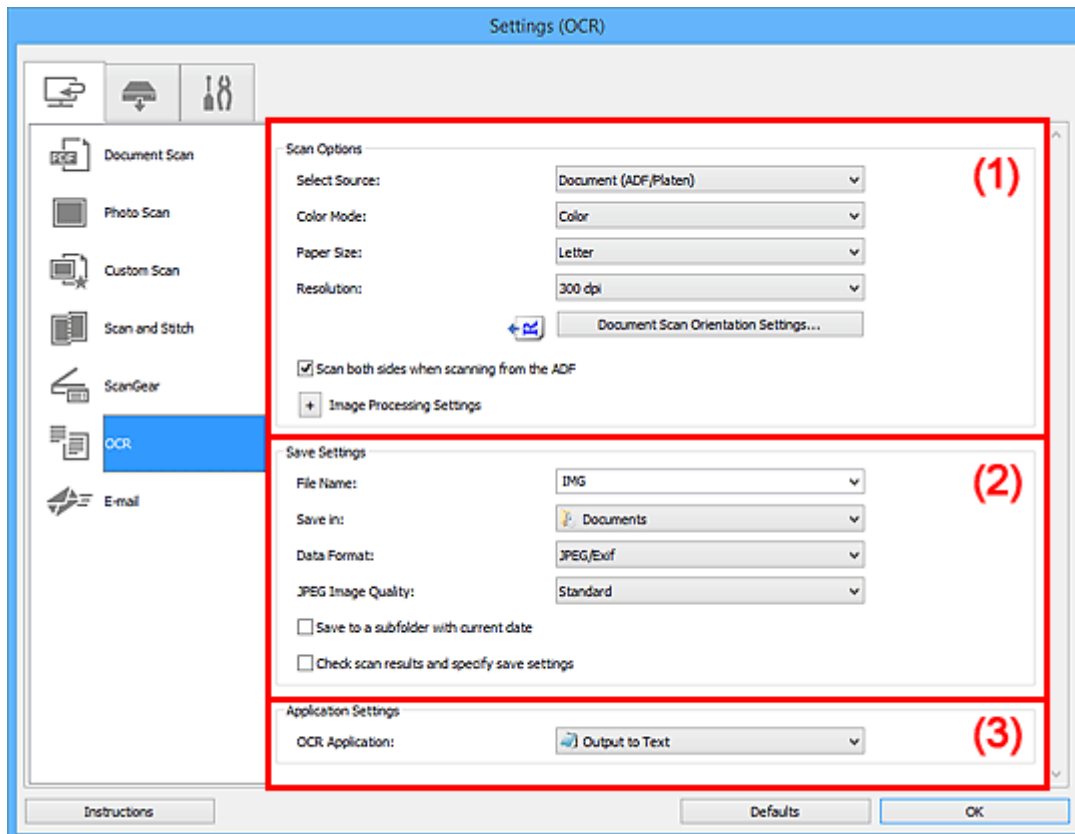 Settings (OCR)
PDF
Document Scan
Photo Scan
Custom Scan
Scan and Stitch
ScanGear
OCR
E-mail
(1)
Scan Options
Select Source: Document (ADF/Platen)
Color Mode: Color
Paper Size: Letter
Resolution: 300 dpi
R Document Scan Orientation Settings...
Scan both sides when scanning from the ADF
+ Image Processing Settings
(2)
Save Settings
File Name: IMG
Save in: Documents
Data Format: JPEG/Exif
JPEG Image Quality: Standard
Save to a subfolder with current date
Check scan results and specify save settings
(3)
Application Settings
OCR Application: Output to Text
Instructions Defaults OK